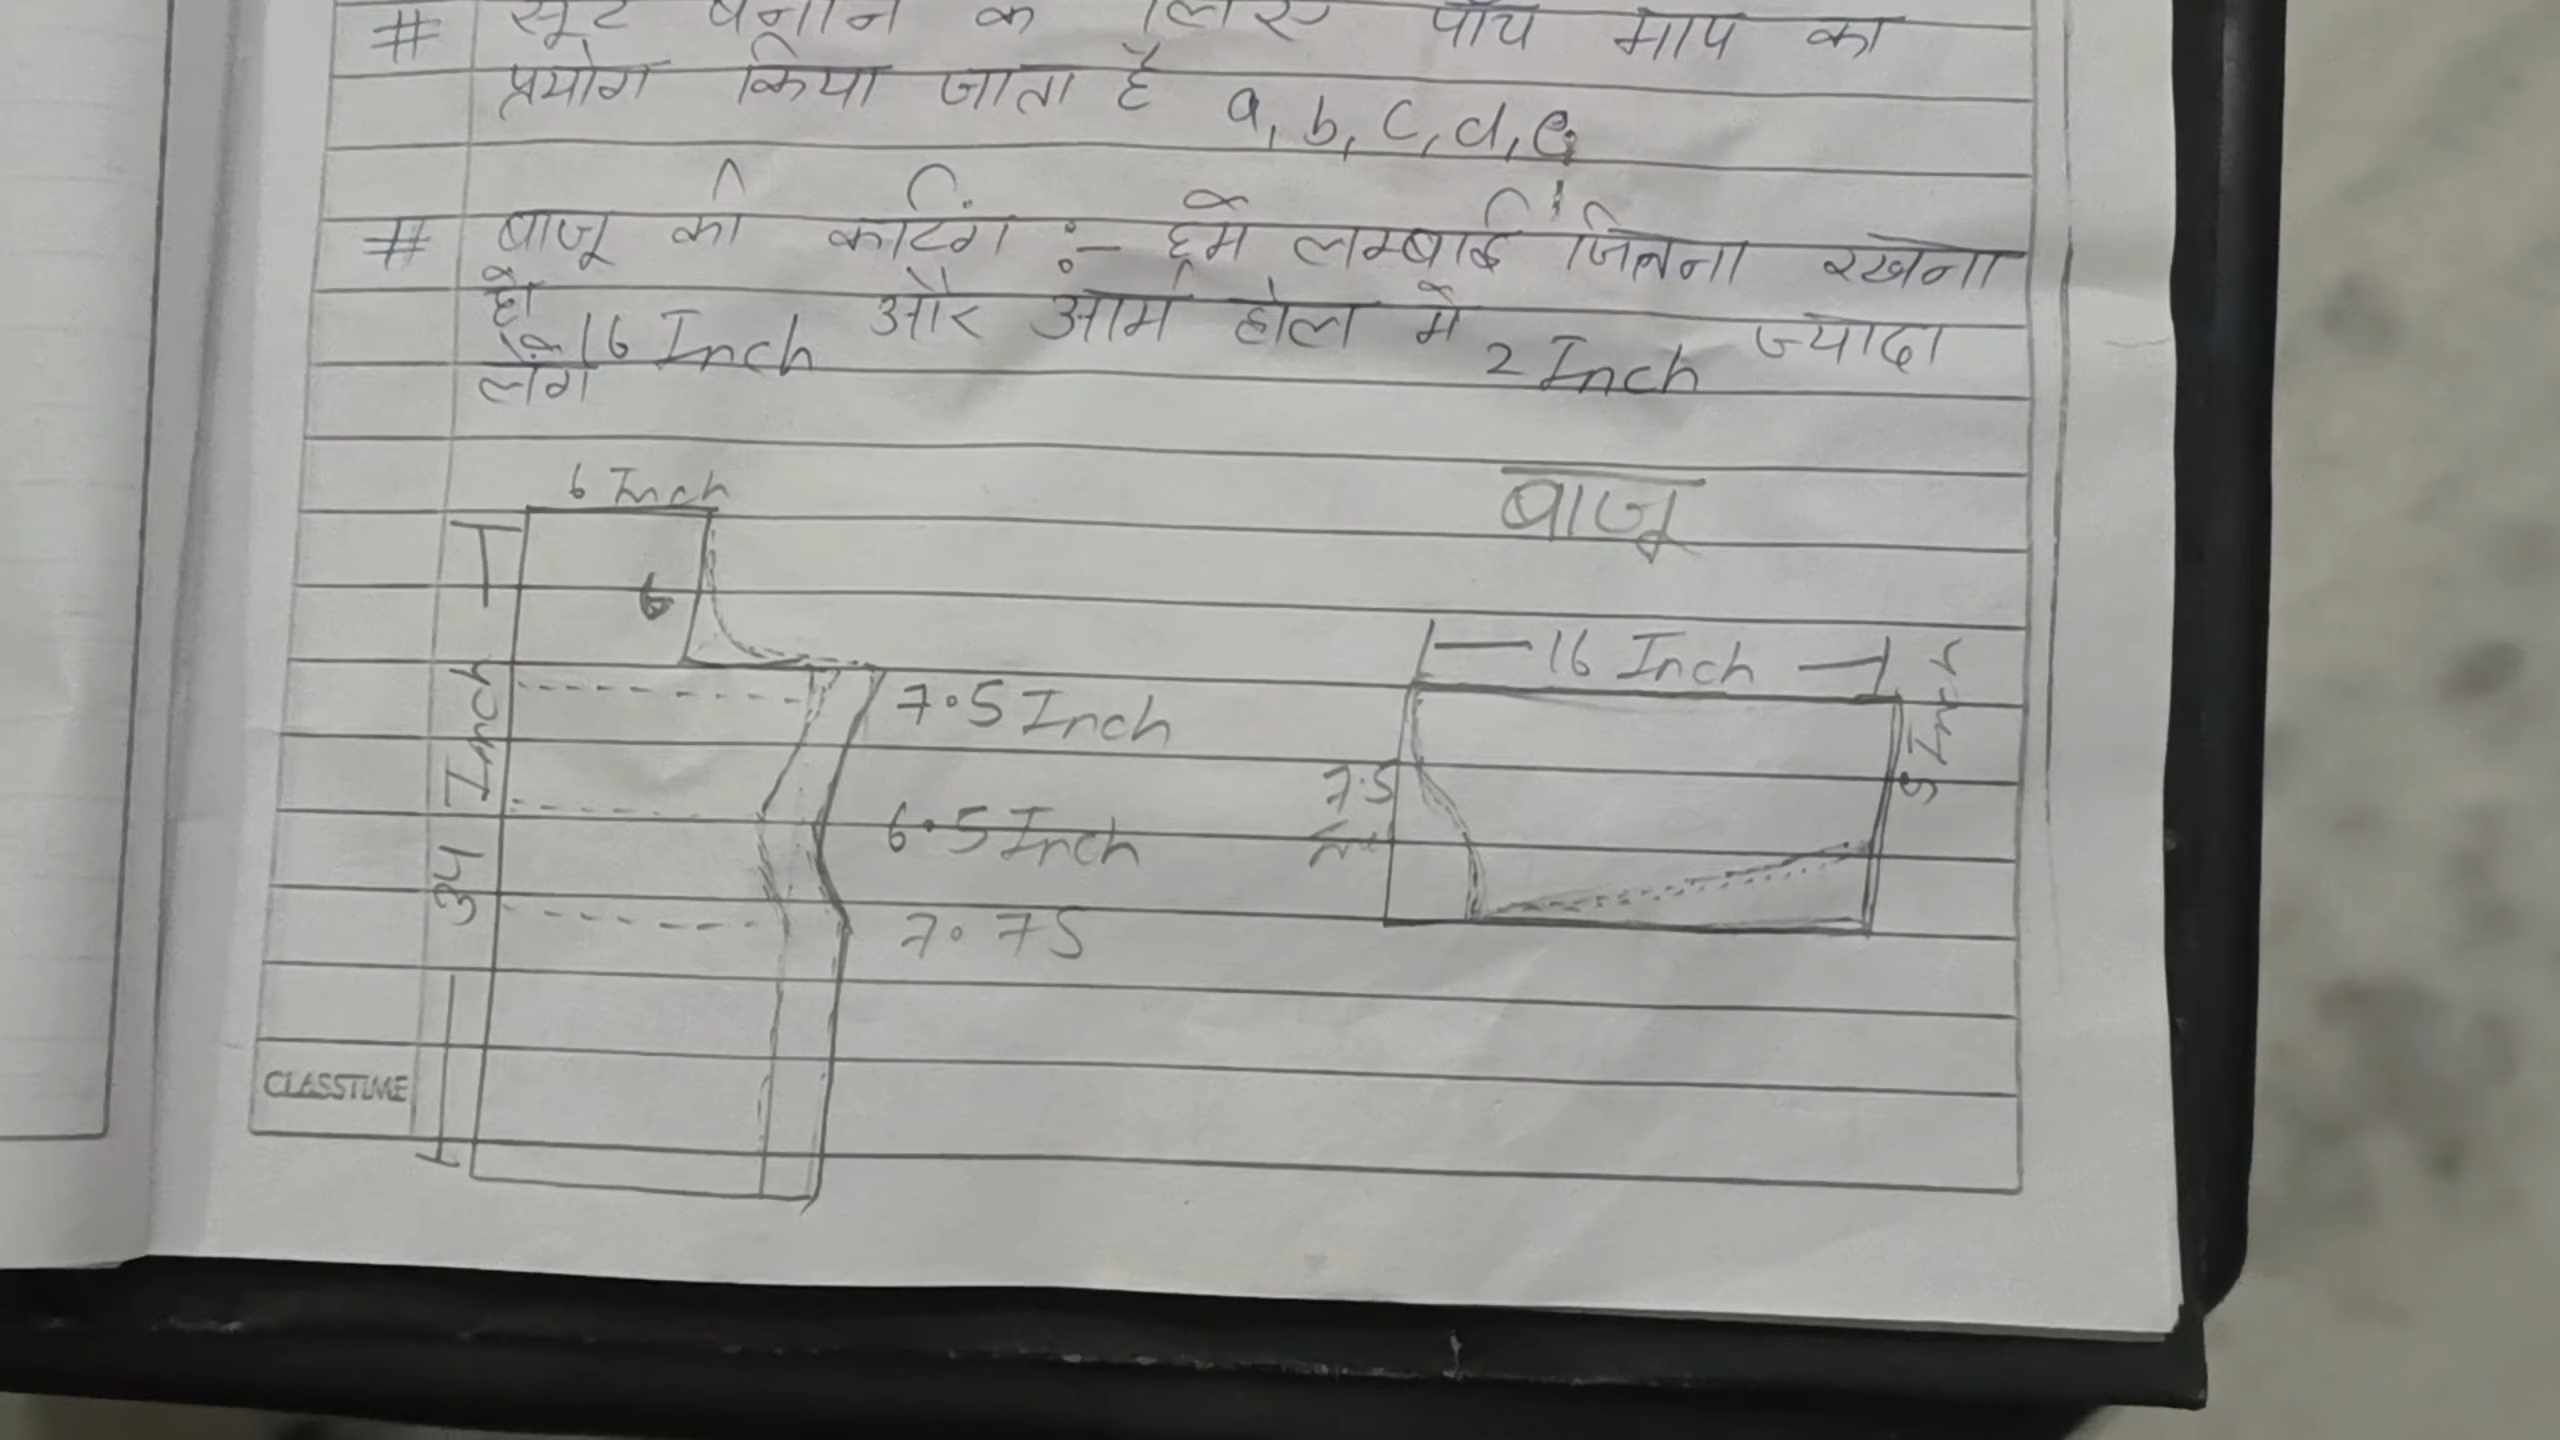 # सूट बनाने के लिए पाँच माप का
प्रयोग किया जाता है a, b, c, d, e,
# बाजू की कटिंग :- हमे लम्बाई जितना रखना
हो 16 Inch और आर्म होल मे 2 Inch ज्यादा
लेंगे
6 Inch
बाजू
6
34 Inch
7.5 Inch
6.5 Inch
7.75
16 Inch
7.5
5 Inch
CLASSTIME